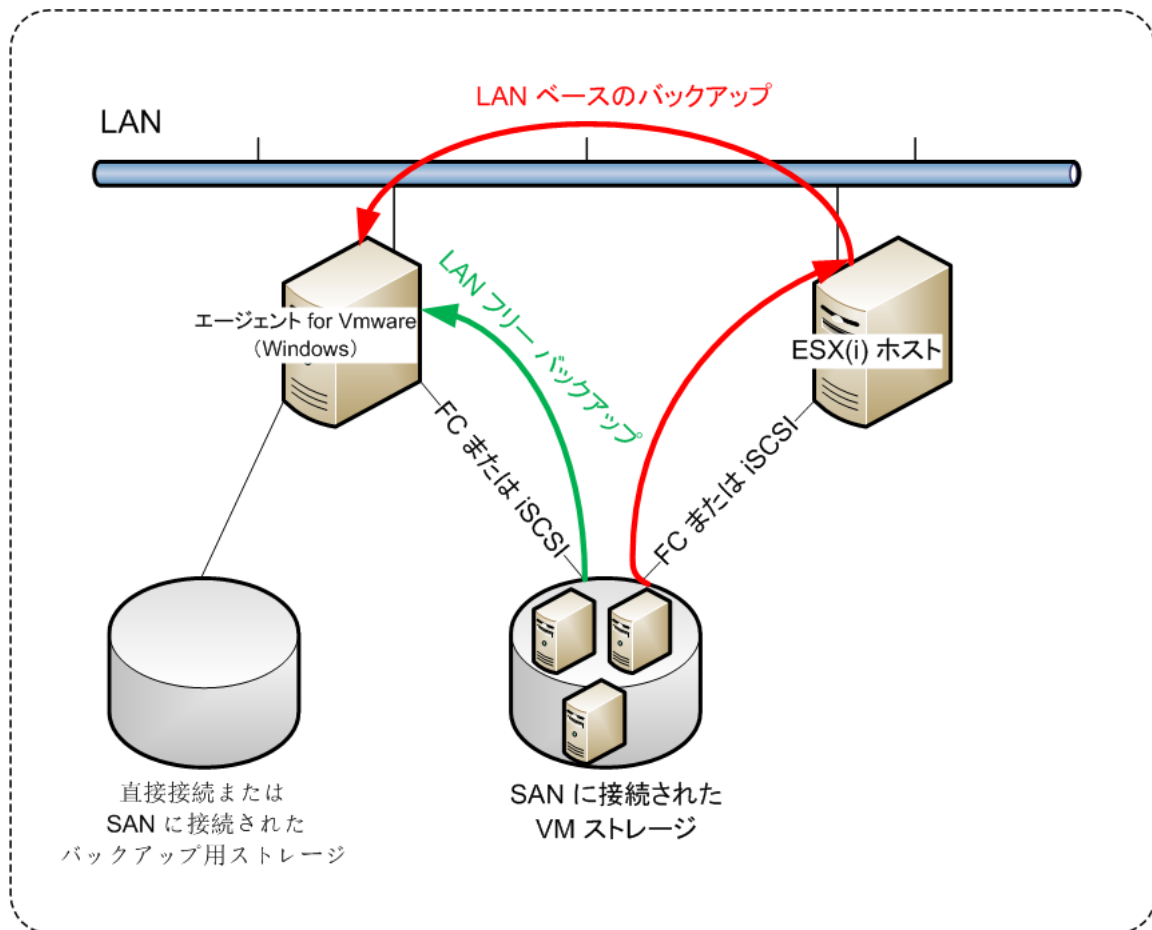 LAN ベースのバックアップ
LAN
LAN フリー バックアップ
エージェント for Vmware
（Windows）
ESX(i) ホスト
FC または iSCSI
FC または iSCSI
直接接続または
SAN に接続された
バックアップ用ストレージ
SAN に接続された
VM ストレージ